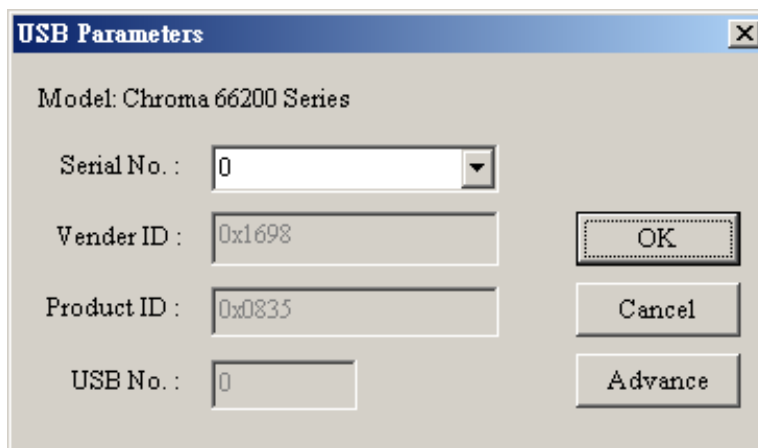 USB Parameters
Model: Chroma 66200 Series
Serial No. : 0
Vender ID : 0x1698
OK
Product ID : 0x0835
Cancel
USB No. : 0
Advance